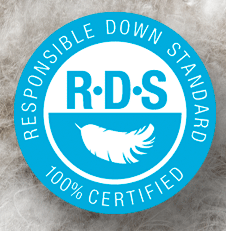 RESPONSIBLE DOWN STANDARD
R·D·S
100% CERTIFIED